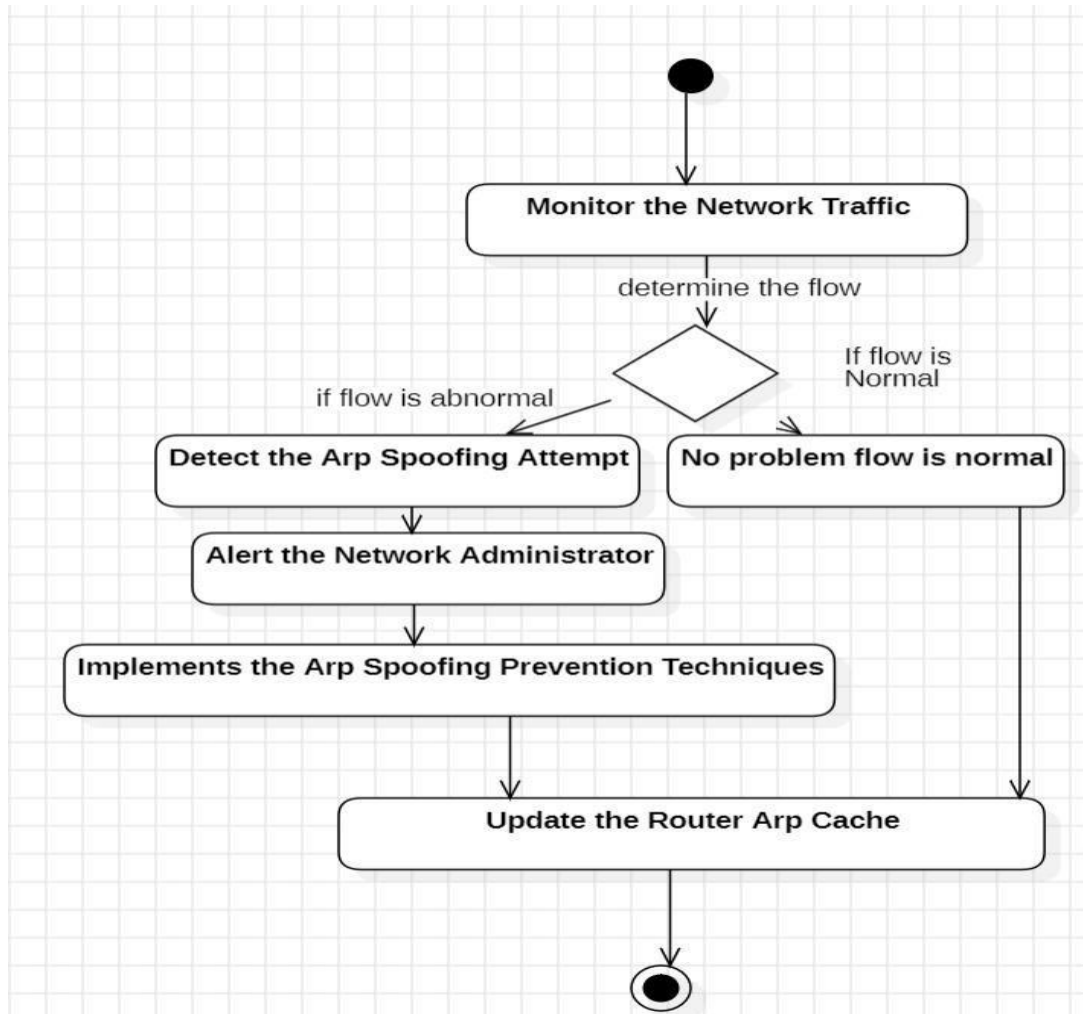 Monitor the Network Traffic
determine the flow
If flow is
Normal
if flow is abnormal
Detect the Arp Spoofing Attempt
No problem flow is normal
Alert the Network Administrator
Implements the Arp Spoofing Prevention Techniques
Update the Router Arp Cache